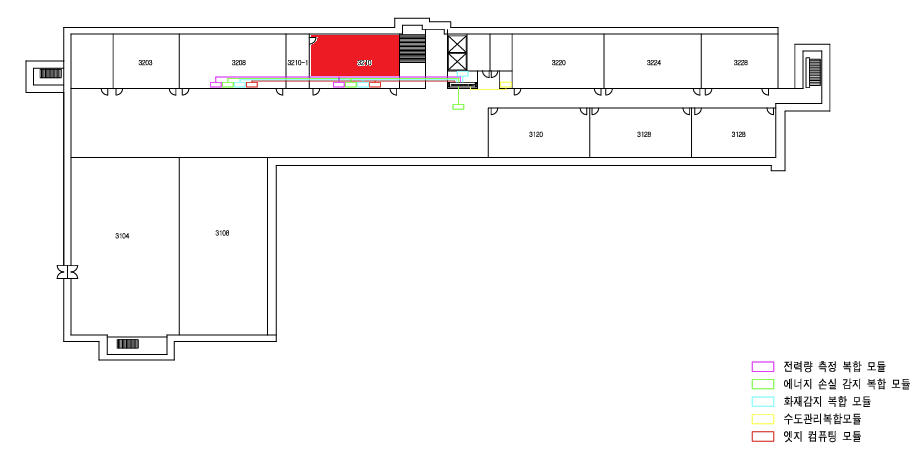 3203
3208
3210-1
3210
3220
3224
3228
3120
3128
3128
3104
3108
전력량 측정 복합 모듈
에너지 손실 감지 복합 모듈
화재감지 복합 모듈
수도관리복합모듈
엣지 컴퓨팅 모듈